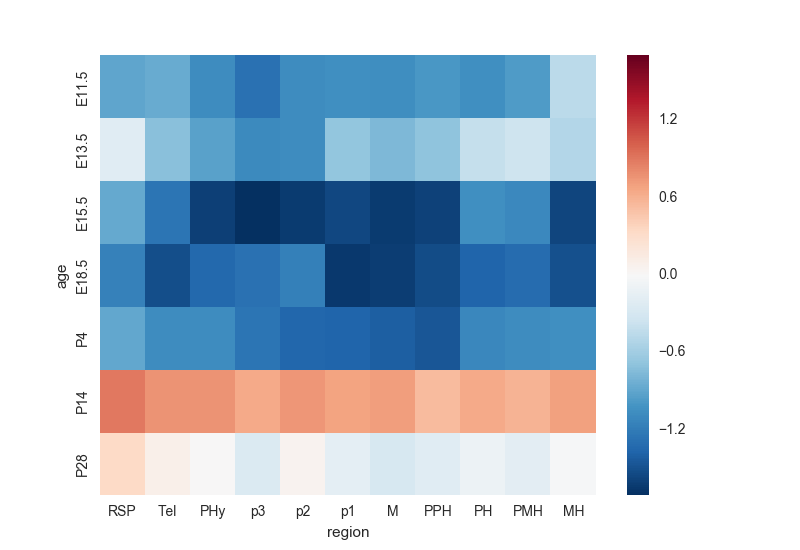 E11.5
E13.5
E15.5
E18.5
P4
P14
P28
age
RSP Tel PHy p3 p2 p1 M PPH PH PMH MH
region
1.2
0.6
0.0
−0.6
−1.2